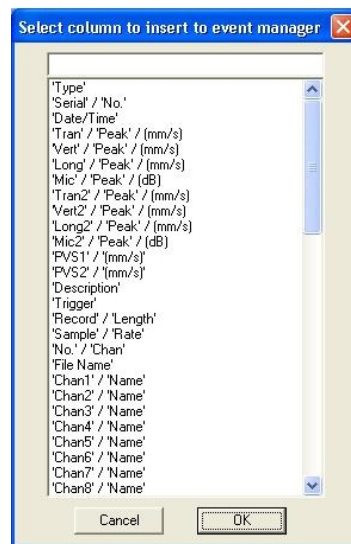 Select column to insert to event manager
'Type'
'Serial' / 'No.'
'Date/Time'
'Tran' / 'Peak' / (mm/s)
'Vert' / 'Peak' / (mm/s)
'Long' / 'Peak' / (mm/s)
'Mic' / 'Peak' / (dB)
'Tran2' / 'Peak' / (mm/s)
'Vert2' / 'Peak' / (mm/s)
'Long2' / 'Peak' / (mm/s)
'Mic2' / 'Peak' / (dB)
'PVS1' / '(mm/s)'
'PVS2' / '(mm/s)'
'Description'
'Trigger'
'Record' / 'Length'
'Sample' / 'Rate'
'No.' / 'Chan'
'File Name'
'Chan1' / 'Name'
'Chan2' / 'Name'
'Chan3' / 'Name'
'Chan4' / 'Name'
'Chan5' / 'Name'
'Chan6' / 'Name'
'Chan7' / 'Name'
'Chan8' / 'Name'
Cancel OK